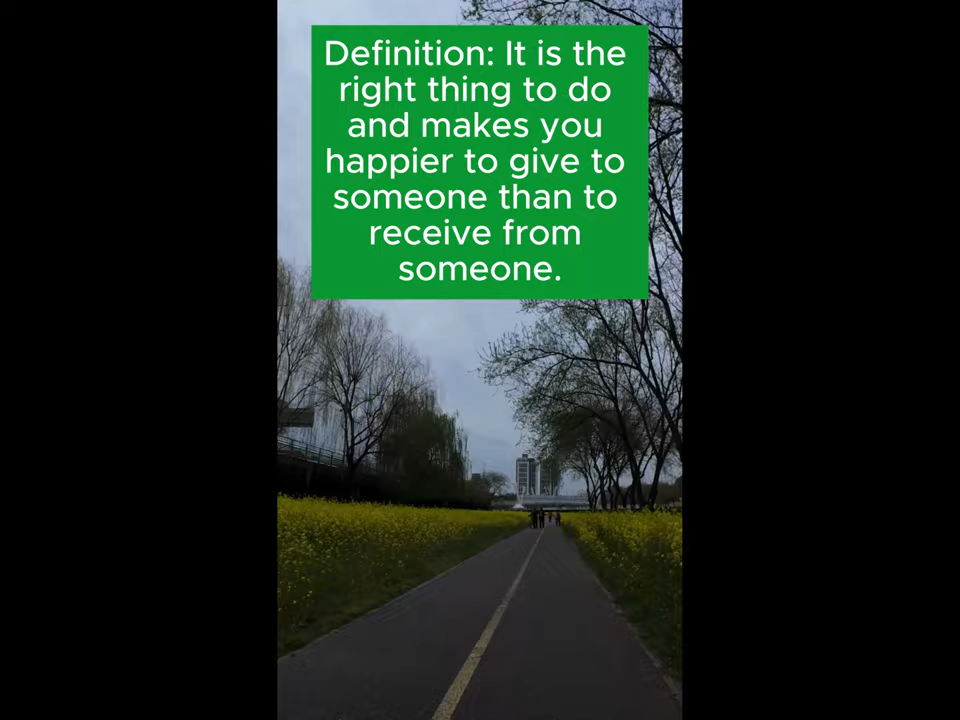 Definition: It is the
right thing to do
and makes you
happier to give to
someone than to
receive from
someone.